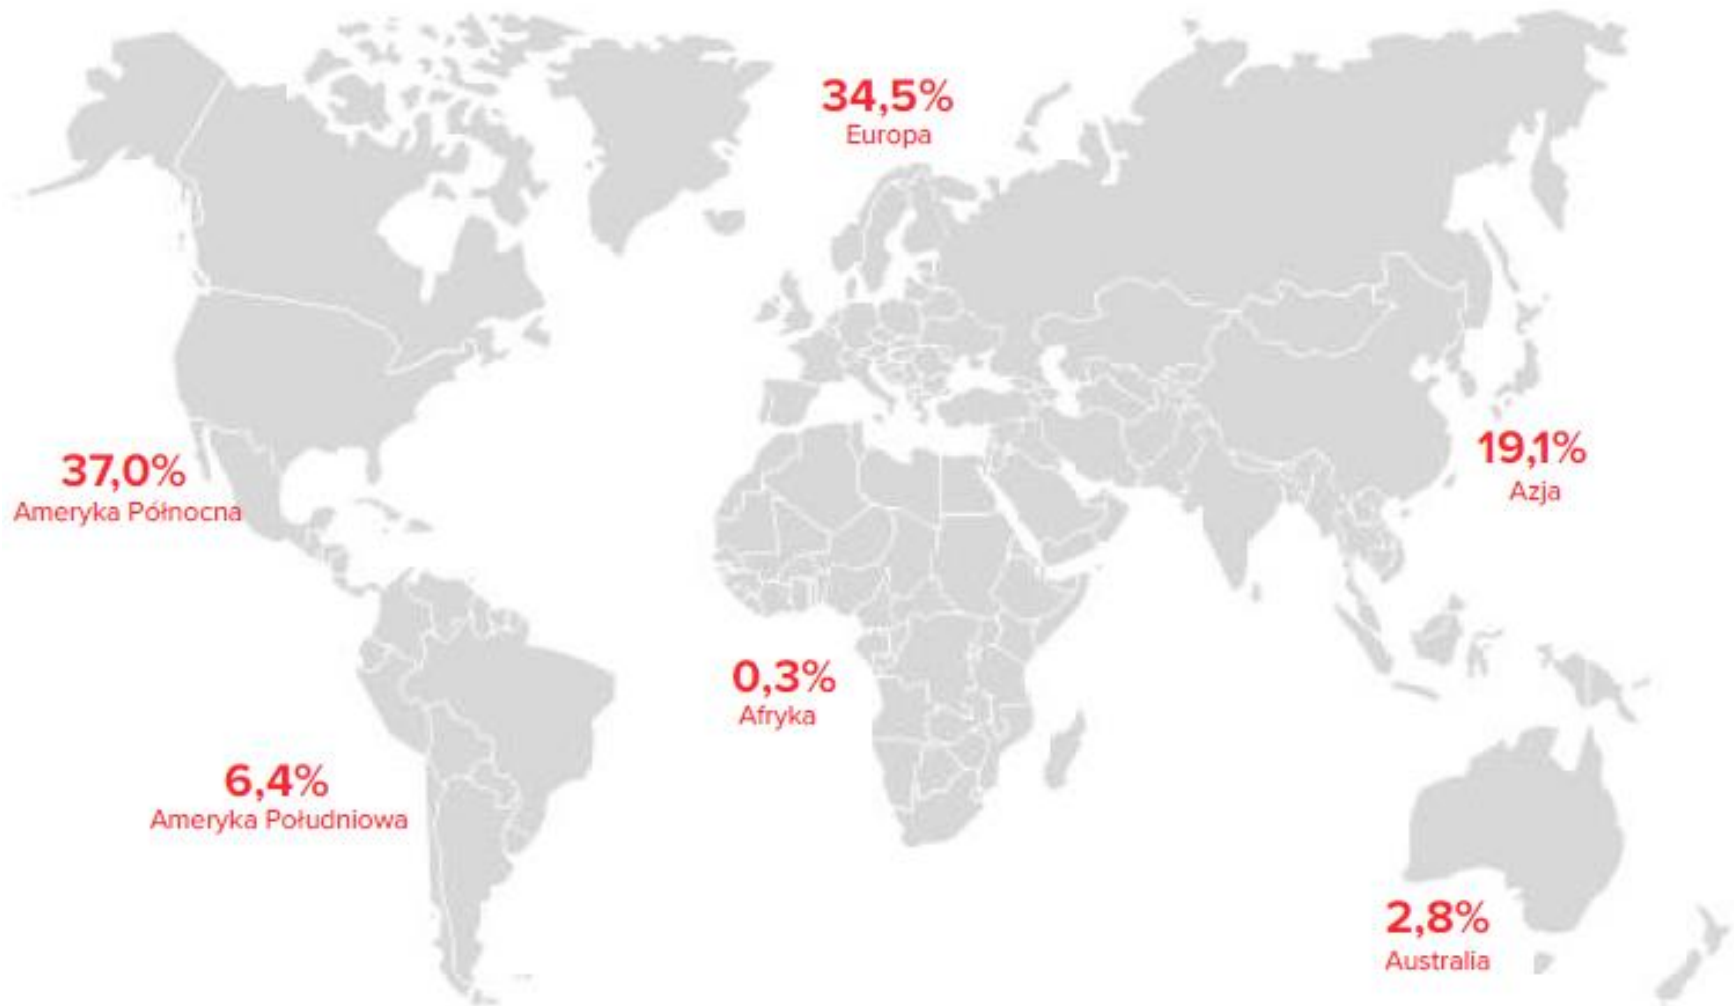 34,5%
Europa
37,0%
Ameryka Północna
19,1%
Azja
0,3%
Afryka
6,4%
Ameryka Południowa
2,8%
Australia